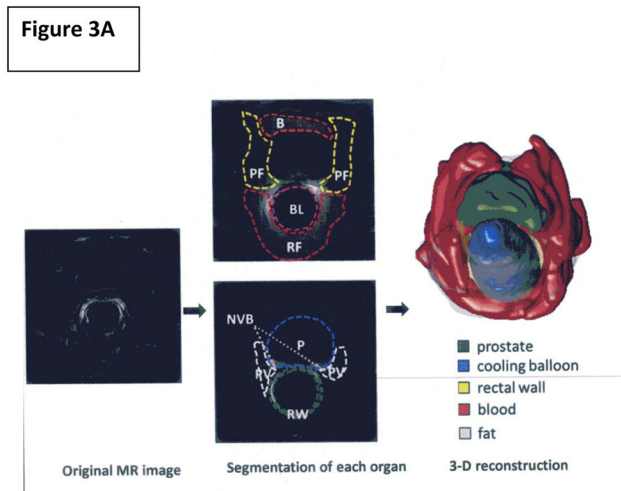 Figure 3A
B
PF
PF
BL
RF
NVB
P
PV
PV
RW
prostate
cooling balloon
rectal wall
blood
fat
Original MR image
Segmentation of each organ
3-D reconstruction